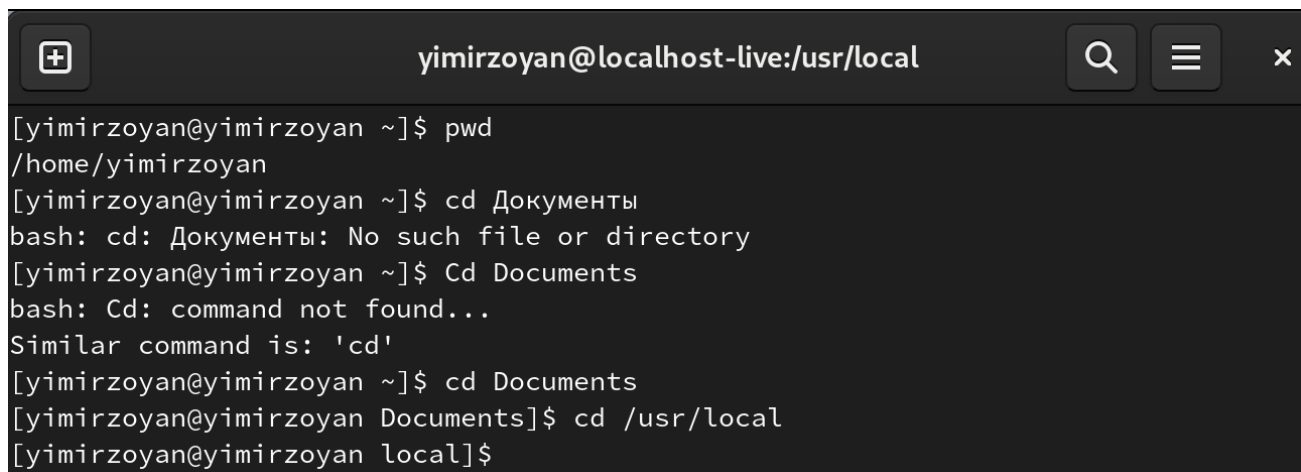 yimirzoyan@localhost-live:/usr/local
[yimirzoyan@yimirzoyan ~]$ pwd
/home/yimirzoyan
[yimirzoyan@yimirzoyan ~]$ cd Документы
bash: cd: Документы: No such file or directory
[yimirzoyan@yimirzoyan ~]$ Cd Documents
bash: Cd: command not found...
Similar command is: 'cd'
[yimirzoyan@yimirzoyan ~]$ cd Documents
[yimirzoyan@yimirzoyan Documents]$ cd /usr/local
[yimirzoyan@yimirzoyan local]$